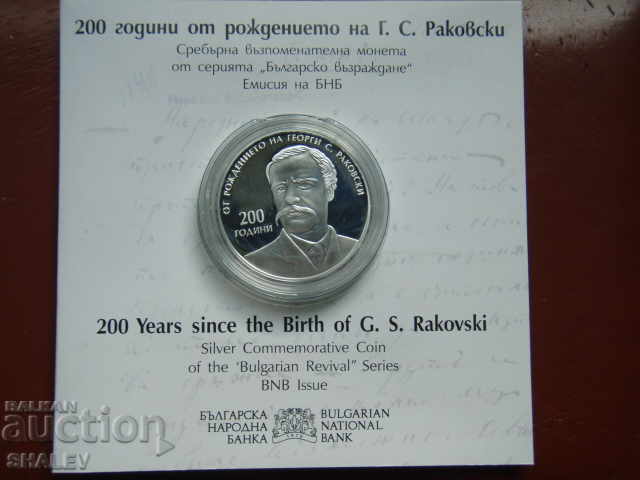 200 години от рождението на Г. С. Раковски
Сребърна възпоменателна монета
от серията „Българско възраждане“
Емисия на БНБ
ОТ РОЖДЕНИЕТО НА ГЕОРГИ С. РАКОВСКИ
200
ГОДИНИ
200 Years since the Birth of G. S. Rakovski
Silver Commemorative Coin
of the "Bulgarian Revival" Series
BNB Issue
БЪЛГАРСКА
НАРОДНА
БАНКА
BULGARIAN
NATIONAL
BANK
BALKAN
auction
SHALEV